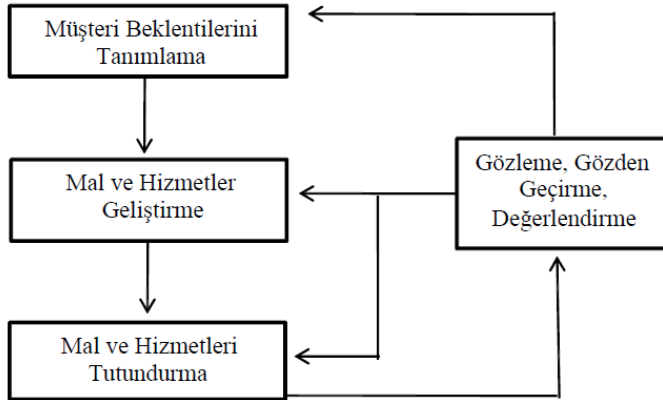 Müşteri Beklentilerini
Tanımlama
Mal ve Hizmetler
Geliştirme
Gözleme, Gözden
Geçirme,
Değerlendirme
Mal ve Hizmetleri
Tutundurma